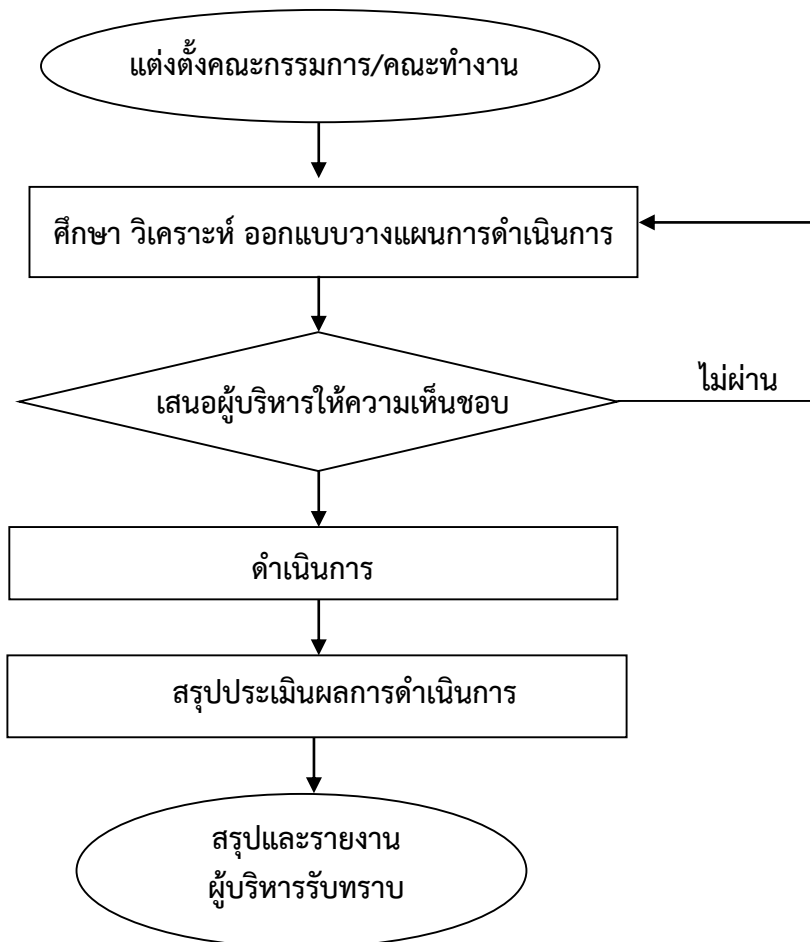 แต่งตั้งคณะกรรมการ/คณะทำงาน
ศึกษา วิเคราะห์ ออกแบบวางแผนการดำเนินการ
เสนอผู้บริหารให้ความเห็นชอบ
ไม่ผ่าน
ดำเนินการ
สรุปประเมินผลการดำเนินการ
สรุปและรายงาน
ผู้บริหารรับทราบ